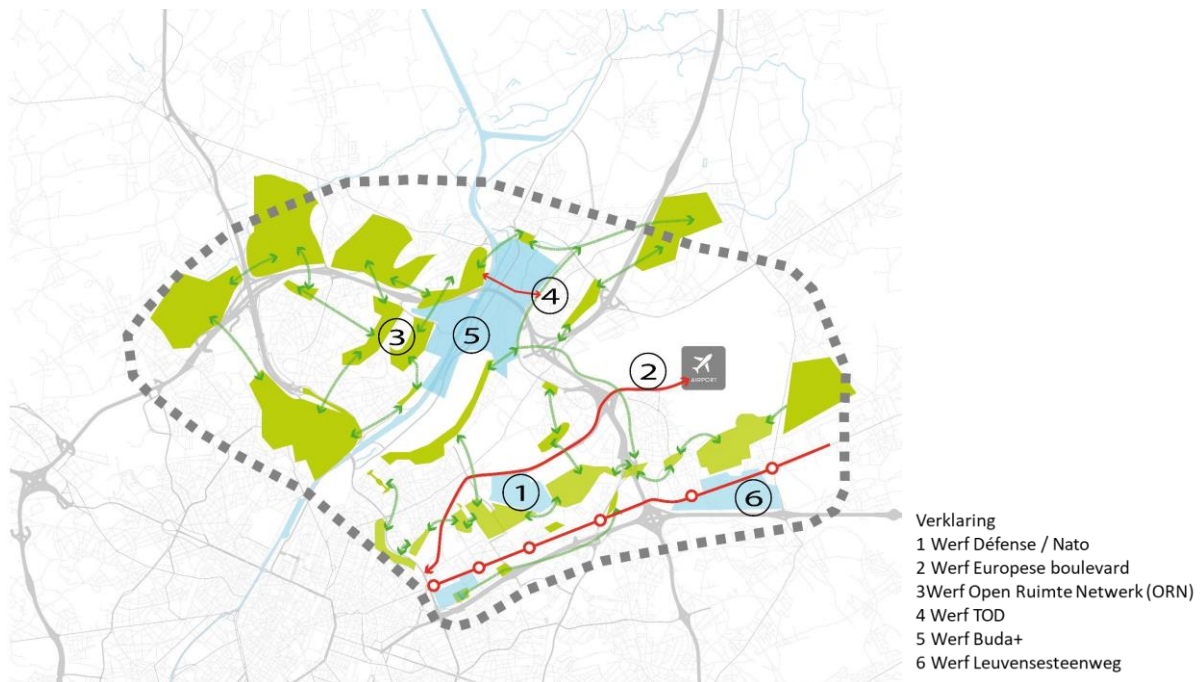 4
3
5
2
AIRPORT
1
6
Verklaring
1 Werf Défense / Nato
2 Werf Europese boulevard
3Werf Open Ruimte Netwerk (ORN)
4 Werf TOD
5 Werf Buda+
6 Werf Leuvensesteenweg